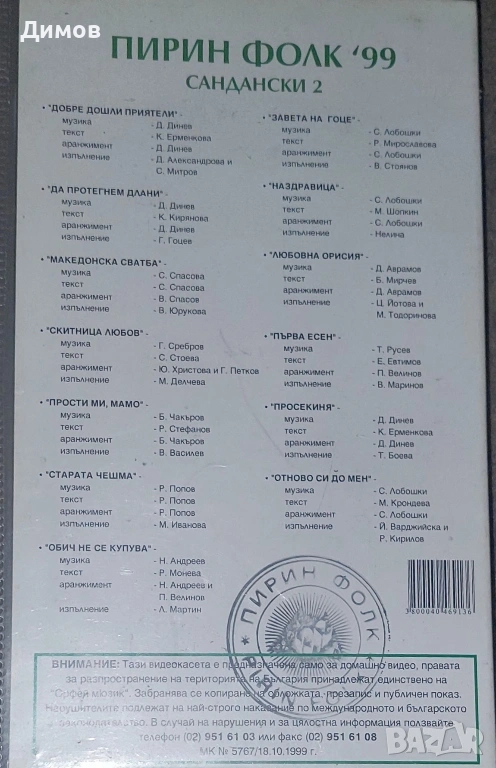 Димов
ПИРИН ФОЛК '99
САНДАНСКИ 2
• "ДОБРЕ ДОШЛИ ПРИЯТЕЛИ" -
музика - Д. Динев
текст - К. Ерменкова
аранжимент - Д. Динев
изпълнение - Д. Александрова и
С. Митров
• "ДА ПРОТЕГНЕМ ДЛАНИ" -
музика - Д. Динев
текст - К. Кирянова
аранжимент - Д. Динев
изпълнение - Г. Гоцев
• "МАКЕДОНСКА СВАТБА" -
музика - С. Спасова
текст - С. Спасова
аранжимент - В. Спасов
изпълнение - В. Юрукова
• "СКИТНИЦА ЛЮБОВ" -
музика - Г. Сребров
текст - С. Стоева
аранжимент - Ю. Христова и Г. Петков
изпълнение - М. Делчева
• "ПРОСТИ МИ, МАМО" -
музика - Б. Чакъров
текст - Р. Стефанов
аранжимент - Б. Чакъров
изпълнение - В. Василев
• "СТАРАТА ЧЕШМА" -
музика - Р. Попов
текст - Р. Попов
аранжимент - Р. Попов
изпълнение - М. Иванова
• "ОБИЧ НЕ СЕ КУПУВА" -
музика - Н. Андреев
текст - Р. Монева
аранжимент - Н. Андреев и
П. Велинов
изпълнение - Л. Мартин
• "ЗАВЕТА НА ГОЦЕ" -
музика - С. Лобошки
текст - Р. Мирославова
аранжимент - С. Лобошки
изпълнение - В. Стоянов
• "НАЗДРАВИЦА" -
музика - С. Лобошки
текст - М. Шопкин
аранжимент - С. Лобошки
изпълнение - Нелина
• "ЛЮБОВНА ОРИСИЯ" -
музика - Д. Аврамов
текст - Б. Мирчев
аранжимент - Д. Аврамов
изпълнение - Ц. Йотова и
М. Тодоринова
• "ПЪРВА ЕСЕН" -
музика - Т. Русев
текст - Е. Евтимов
аранжимент - П. Велинов
изпълнение - В. Маринов
• "ПРОСЕКИНЯ" -
музика - Д. Динев
текст - К. Ерменкова
аранжимент - Д. Динев
изпълнение - Т. Боева
• "ОТНОВО СИ ДО МЕН" -
музика - С. Лобошки
текст - М. Крондева
аранжимент - С. Лобошки
изпълнение - Й. Варджийска и
Р. Кирилов
3800040469136
ПИРИН ФОЛК
ВНИМАНИЕ: Тази видеокасета е предназначена само за домашно видео, правата
за разпространение на територията на България принадлежат единствено на
мюзик". Забранява се копирано на обложката, презапис и публичен показ.
Нарушителите подлежат на най-строго наказание по международното и българското
законодателство. В случай на нарушения и за цялостна информация ползвайте
телефон (02) 951 61 03 или факс (02) 951 61 08
МК № 5767/18.10.1999 г.
bazar